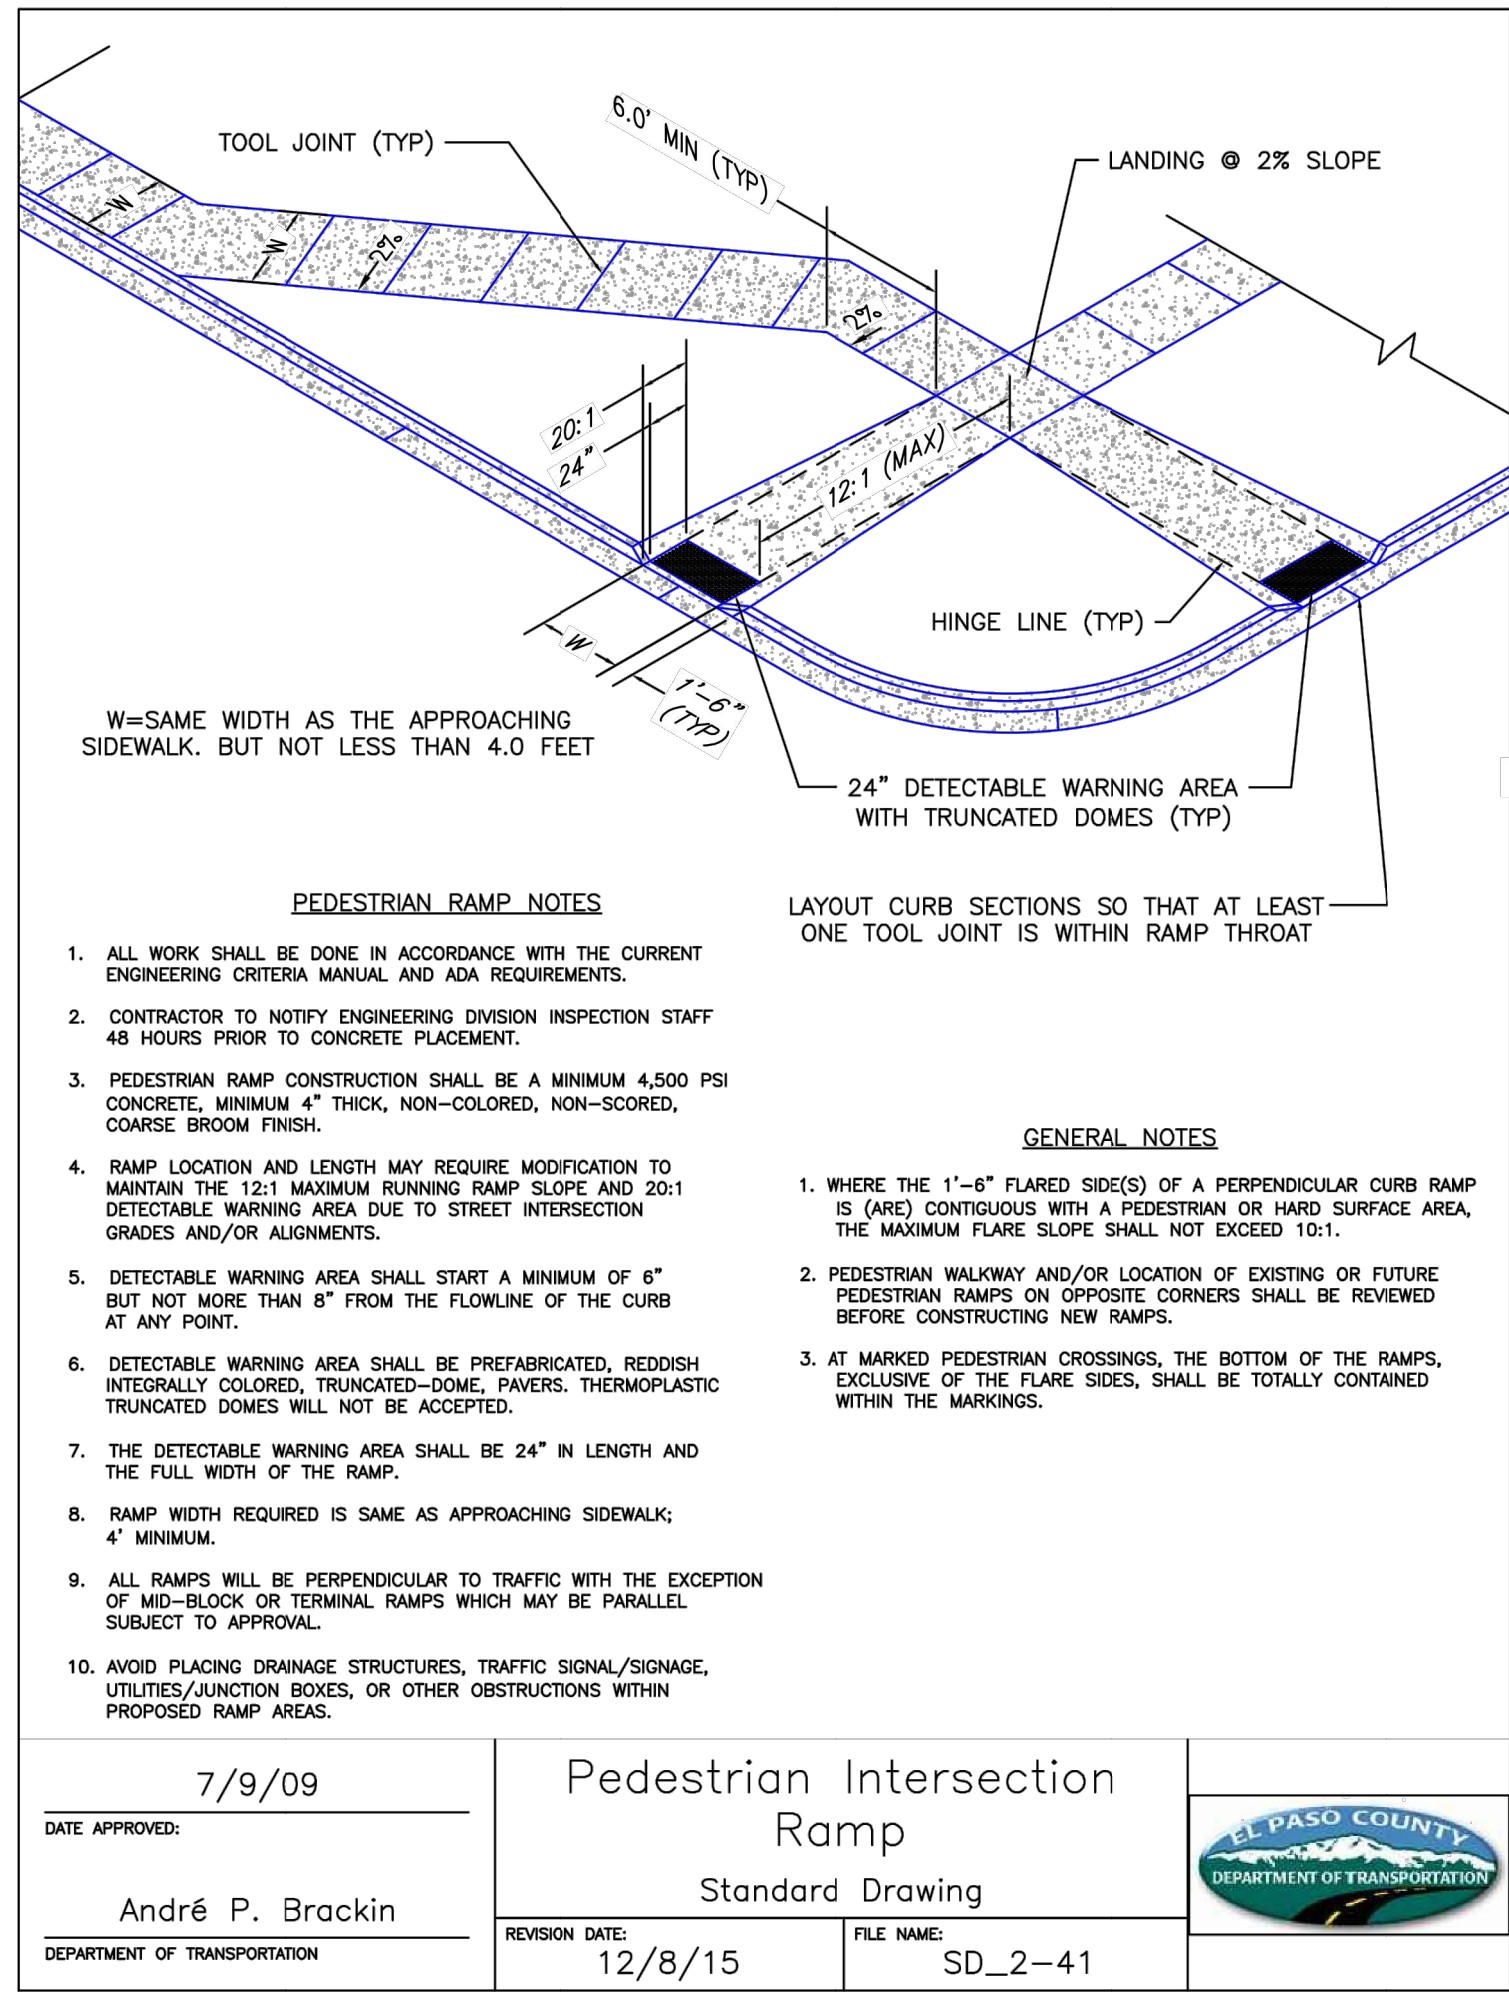 TOOL JOINT (TYP)
6.0' MIN (TYP)
LANDING @ 2% SLOPE
W
W
2%
2%
20:1
24"
12:1 (MAX)
HINGE LINE (TYP)
W
1'-6"
(TYP)
W=SAME WIDTH AS THE APPROACHING
SIDEWALK. BUT NOT LESS THAN 4.0 FEET
24" DETECTABLE WARNING AREA
WITH TRUNCATED DOMES (TYP)
LAYOUT CURB SECTIONS SO THAT AT LEAST
ONE TOOL JOINT IS WITHIN RAMP THROAT
PEDESTRIAN RAMP NOTES
1. ALL WORK SHALL BE DONE IN ACCORDANCE WITH THE CURRENT
ENGINEERING CRITERIA MANUAL AND ADA REQUIREMENTS.
2. CONTRACTOR TO NOTIFY ENGINEERING DIVISION INSPECTION STAFF
48 HOURS PRIOR TO CONCRETE PLACEMENT.
3. PEDESTRIAN RAMP CONSTRUCTION SHALL BE A MINIMUM 4,500 PSI
CONCRETE, MINIMUM 4" THICK, NON-COLORED, NON-SCORED,
COARSE BROOM FINISH.
4. RAMP LOCATION AND LENGTH MAY REQUIRE MODIFICATION TO
MAINTAIN THE 12:1 MAXIMUM RUNNING RAMP SLOPE AND 20:1
DETECTABLE WARNING AREA DUE TO STREET INTERSECTION
GRADES AND/OR ALIGNMENTS.
5. DETECTABLE WARNING AREA SHALL START A MINIMUM OF 6"
BUT NOT MORE THAN 8" FROM THE FLOWLINE OF THE CURB
AT ANY POINT.
6. DETECTABLE WARNING AREA SHALL BE PREFABRICATED, REDDISH
INTEGRALLY COLORED, TRUNCATED-DOME, PAVERS. THERMOPLASTIC
TRUNCATED DOMES WILL NOT BE ACCEPTED.
7. THE DETECTABLE WARNING AREA SHALL BE 24" IN LENGTH AND
THE FULL WIDTH OF THE RAMP.
8. RAMP WIDTH REQUIRED IS SAME AS APPROACHING SIDEWALK;
4' MINIMUM.
9. ALL RAMPS WILL BE PERPENDICULAR TO TRAFFIC WITH THE EXCEPTION
OF MID-BLOCK OR TERMINAL RAMPS WHICH MAY BE PARALLEL
SUBJECT TO APPROVAL.
10. AVOID PLACING DRAINAGE STRUCTURES, TRAFFIC SIGNAL/SIGNAGE,
UTILITIES/JUNCTION BOXES, OR OTHER OBSTRUCTIONS WITHIN
PROPOSED RAMP AREAS.
GENERAL NOTES
1. WHERE THE 1'-6" FLARED SIDE(S) OF A PERPENDICULAR CURB RAMP
IS (ARE) CONTIGUOUS WITH A PEDESTRIAN OR HARD SURFACE AREA,
THE MAXIMUM FLARE SLOPE SHALL NOT EXCEED 10:1.
2. PEDESTRIAN WALKWAY AND/OR LOCATION OF EXISTING OR FUTURE
PEDESTRIAN RAMPS ON OPPOSITE CORNERS SHALL BE REVIEWED
BEFORE CONSTRUCTING NEW RAMPS.
3. AT MARKED PEDESTRIAN CROSSINGS, THE BOTTOM OF THE RAMPS,
EXCLUSIVE OF THE FLARE SIDES, SHALL BE TOTALLY CONTAINED
WITHIN THE MARKINGS.
7/9/09
DATE APPROVED:
André P. Brackin
DEPARTMENT OF TRANSPORTATION
Pedestrian Intersection
Ramp
Standard Drawing
REVISION DATE:
12/8/15
FILE NAME:
SD_2-41
EL PASO COUNTY
DEPARTMENT OF TRANSPORTATION